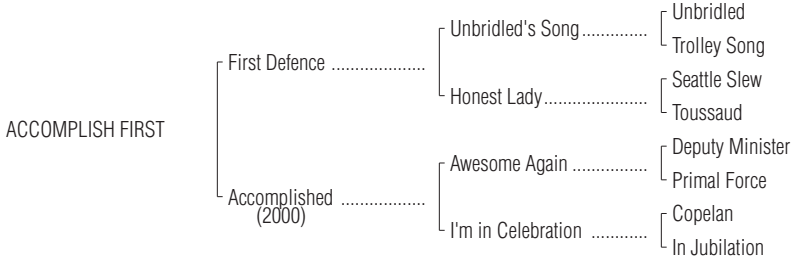 Unbridled
Unbridled's Song..............
Trolley Song
First Defence ....................
Seattle Slew
Honest Lady......................
Toussaud
ACCOMPLISH FIRST
Deputy Minister
Awesome Again ................
Primal Force
Accomplished ..................
(2000)
Copelan
I'm in Celebration ............
In Jubilation